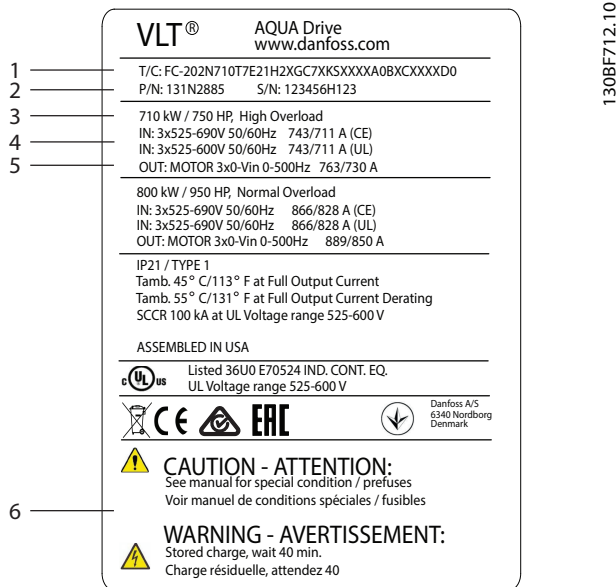 130BF712.10
VLT® AQUA Drive
www.danfoss.com
1 T/C: FC-202N710T7E21H2XGC7XKSXXXXA0BXCXXXXD0
2 P/N: 131N2885 S/N: 123456H123
3 710 kW / 750 HP, High Overload
4 IN: 3x525-690V 50/60Hz 743/711 A (CE)
IN: 3x525-600V 50/60Hz 743/711 A (UL)
5 OUT: MOTOR 3x0-Vin 0-500Hz 763/730 A
800 kW / 950 HP, Normal Overload
IN: 3x525-690V 50/60Hz 866/828 A (CE)
IN: 3x525-600V 50/60Hz 866/828 A (UL)
OUT: MOTOR 3x0-Vin 0-500Hz 889/850 A
IP21 / TYPE 1
Tamb. 45° C/113° F at Full Output Current
Tamb. 55° C/131° F at Full Output Current Derating
SCCR 100 kA at UL Voltage range 525-600 V
ASSEMBLED IN USA
c UL us Listed 36U0 E70524 IND. CONT. EQ.
UL Voltage range 525-600 V
CE EAC
Danfoss A/S
6340 Nordborg
Denmark
CAUTION - ATTENTION:
See manual for special condition / prefuses
Voir manuel de conditions spéciales / fusibles
6
WARNING - AVERTISSEMENT:
Stored charge, wait 40 min.
Charge résiduelle, attendez 40